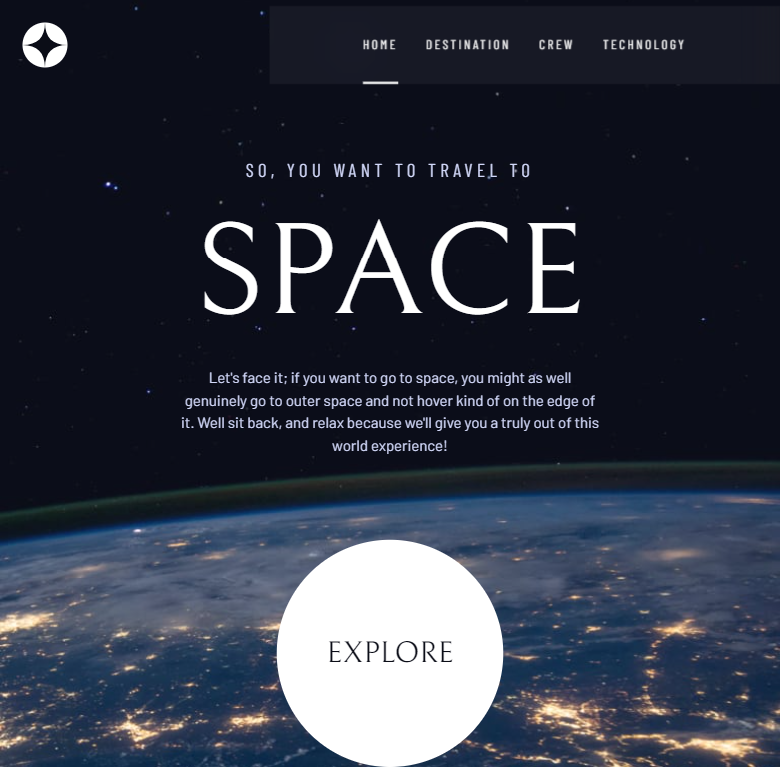 HOME DESTINATION CREW TECHNOLOGY
SO, YOU WANT TO TRAVEL TO
SPACE
Let's face it; if you want to go to space, you might as well
genuinely go to outer space and not hover kind of on the edge of
it. Well sit back, and relax because we'll give you a truly out of this
world experience!
EXPLORE